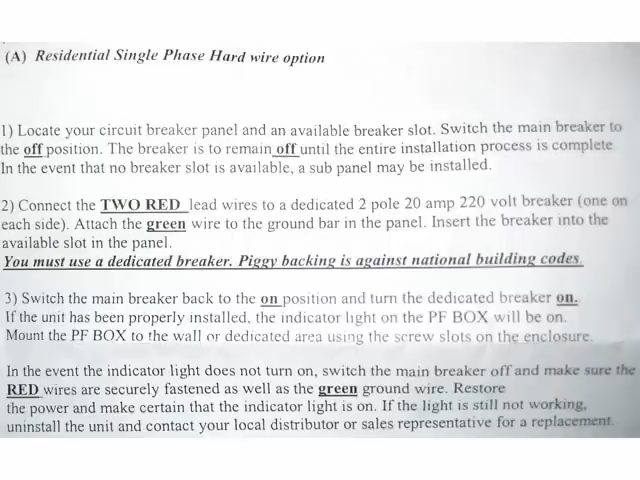 (A) Residential Single Phase Hard wire option
1) Locate your circuit breaker panel and an available breaker slot. Switch the main breaker to
the off position. The breaker is to remain off until the entire installation process is complete
In the event that no breaker slot is available, a sub panel may be installed.
2) Connect the TWO RED lead wires to a dedicated 2 pole 20 amp 220 volt breaker (one on
each side). Attach the green wire to the ground bar in the panel. Insert the breaker into the
available slot in the panel.
You must use a dedicated breaker. Piggy backing is against national building codes.
3) Switch the main breaker back to the on position and turn the dedicated breaker on.
If the unit has been properly installed, the indicator light on the PF BOX will be on.
Mount the PF BOX to the wall or dedicated area using the screw slots on the enclosure.
In the event the indicator light does not turn on, switch the main breaker off and make sure the
RED wires are securely fastened as well as the green ground wire. Restore
the power and make certain that the indicator light is on. If the light is still not working,
uninstall the unit and contact your local distributor or sales representative for a replacement.